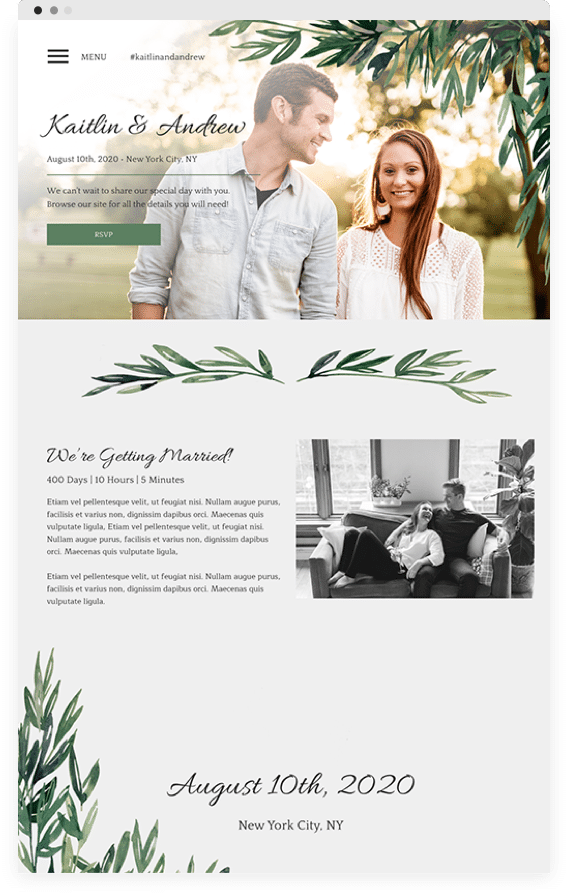 MENU #kaitlinandandrew
Kaitlin & Andrew
August 10th, 2020 - New York City, NY
We can't wait to share our special day with you.
Browse our site for all the details you will need!
RSVP
We're Getting Married!
400 Days | 10 Hours | 5 Minutes
Etiam vel pellentesque velit, ut feugiat nisi. Nullam augue purus,
facilisis et varius non, dignissim dapibus orci. Maecenas quis
vulputate ligula, Etiam vel pellentesque velit, ut feugiat nisi.
Nullam augue purus, facilisis et varius non, dignissim dapibus
orci. Maecenas quis vulputate ligula,
Etiam vel pellentesque velit, ut feugiat nisi. Nullam augue purus,
facilisis et varius non, dignissim dapibus orci. Maecenas quis
vulputate ligula.
August 10th, 2020
New York City, NY